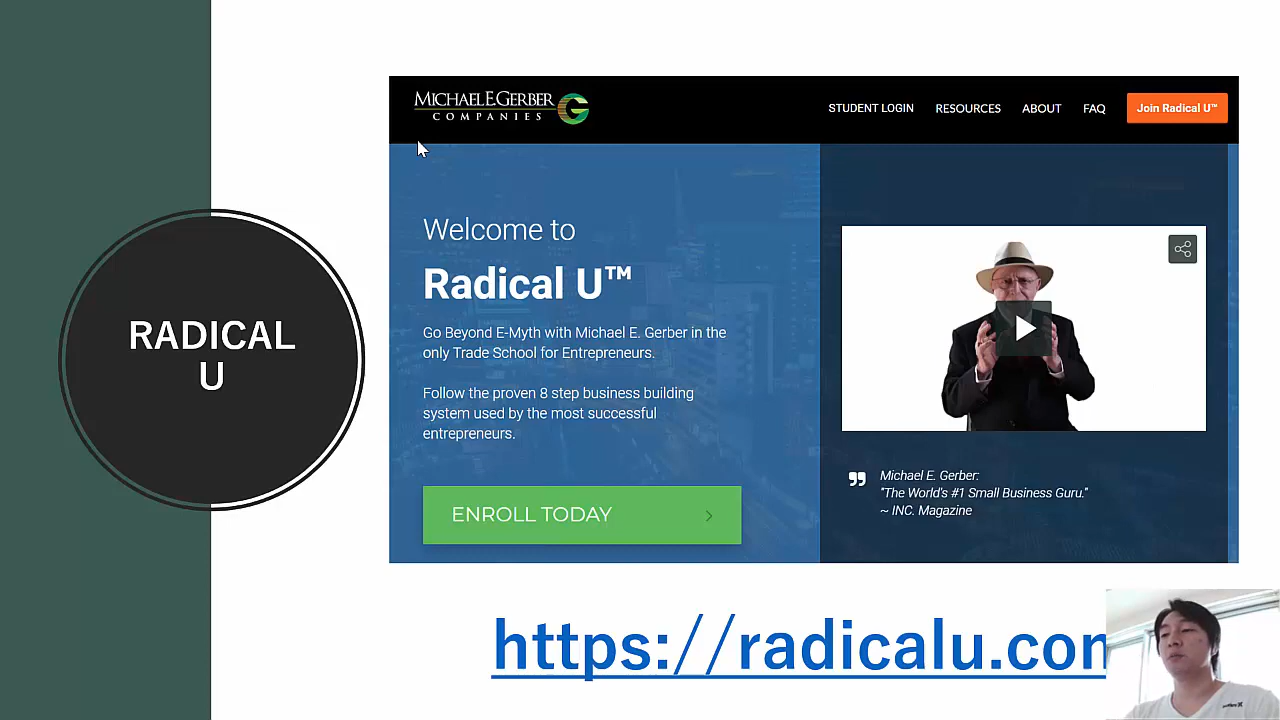 RADICAL
U
MICHAEL E. GERBER
COMPANIES
STUDENT LOGIN
RESOURCES
ABOUT
FAQ
Join Radical U™
Welcome to
Radical U™
Go Beyond E-Myth with Michael E. Gerber in the
only Trade School for Entrepreneurs.
Follow the proven 8 step business building
system used by the most successful
entrepreneurs.
ENROLL TODAY
Michael E. Gerber:
"The World's #1 Small Business Guru."
~ INC. Magazine
https://radicalu.com